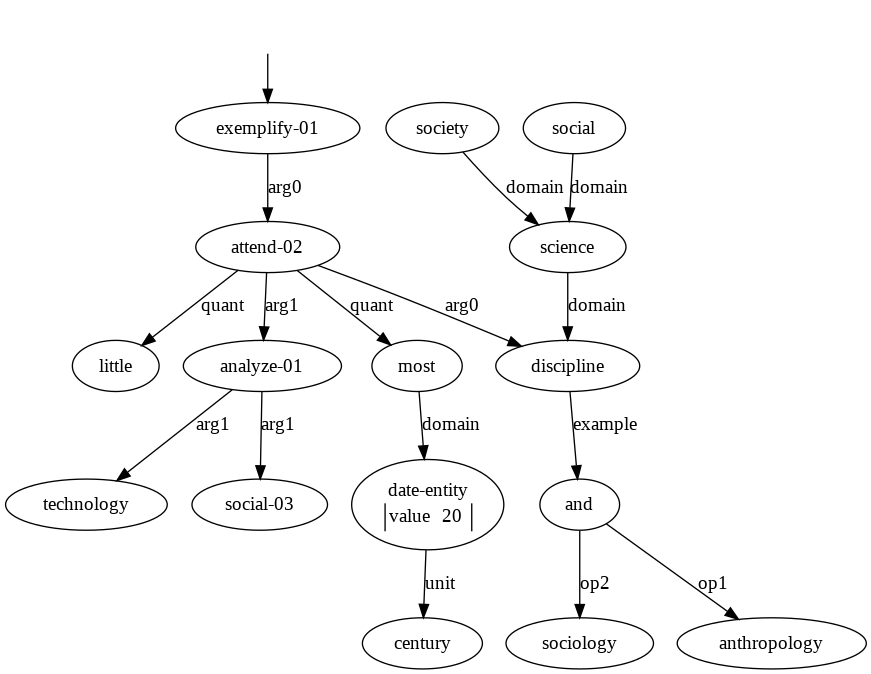 exemplify-01
society
social
arg0
domain
domain
attend-02
science
quant
arg1
quant
arg0
domain
little
analyze-01
most
discipline
arg1
arg1
domain
example
technology
social-03
date-entity
value 20
and
unit
op2
op1
century
sociology
anthropology